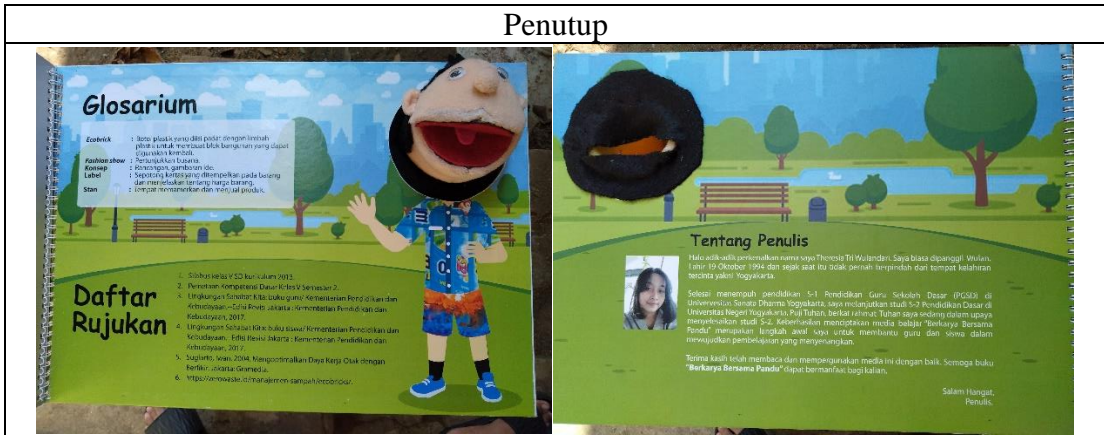 Penutup
Glosarium
Ecobrick : Botol plastik yang diisi padat dengan limbah
plastik untuk membuat blok bangunan yang dapat
digunakan kembali.
Fashion show : Pertunjukkan busana.
Konsep : Rancangan, gambaran ide.
Label : Sepotong kertas yang ditempelkan pada barang
dan menjelaskan tentang harga barang.
Stan : Tempat memamerkan dan menjual produk.
Daftar
Rujukan
1. Silabus kelas V SD kurikulum 2013.
2. Pemetaan Kompetensi Dasar Kelas V Semester 2.
3. Lingkungan Sahabat Kita: buku guru/ Kementerian Pendidikan dan
Kebudayaan.--Edisi Revisi Jakarta : Kementerian Pendidikan dan
Kebudayaan, 2017.
4. Lingkungan Sahabat Kita: buku siswa/ Kementerian Pendidikan dan
Kebudayaan.--Edisi Revisi Jakarta : Kementerian Pendidikan dan
Kebudayaan, 2017.
5. Sugiarto, Iwan. 2004. Mengoptimalkan Daya Kerja Otak dengan
Berfikir. Jakarta: Gramedia.
6. https://zerowaste.id/manajemen-sampah/
Tentang Penulis
Halo adik-adik perkenalkan nama saya Theresia Tri Wulandari. Saya biasa dipanggil
Lahir 19 Oktober 1994 dan sejak saat itu tidak pernah berpindah dari tempat kelahiran
tercinta yakni Yogyakarta.
Selesai menempuh pendidikan S-1 Pendidikan Guru Sekolah Dasar (PGSD) di
Universitas Sanata Dharma Yogyakarta, saya melanjutkan studi S-2 Pendidikan Dasar di
Universitas Negeri Yogyakarta. Puji Tuhan, berkat rahmat Tuhan saya sedang dalam upaya
menyelesaikan studi S-2. Keberhasilan menciptakan media belajar "Berkarya Bersama
Pandu" merupakan langkah awal saya untuk membantu guru dan siswa dalam
mewujudkan pembelajaran yang menyenangkan.
Terima kasih telah membaca dan mempergunakan media ini dengan baik. Semoga buku
"Berkarya Bersama Pandu" dapat bermanfaat bagi kalian.
Salam Hangat,
Penulis.